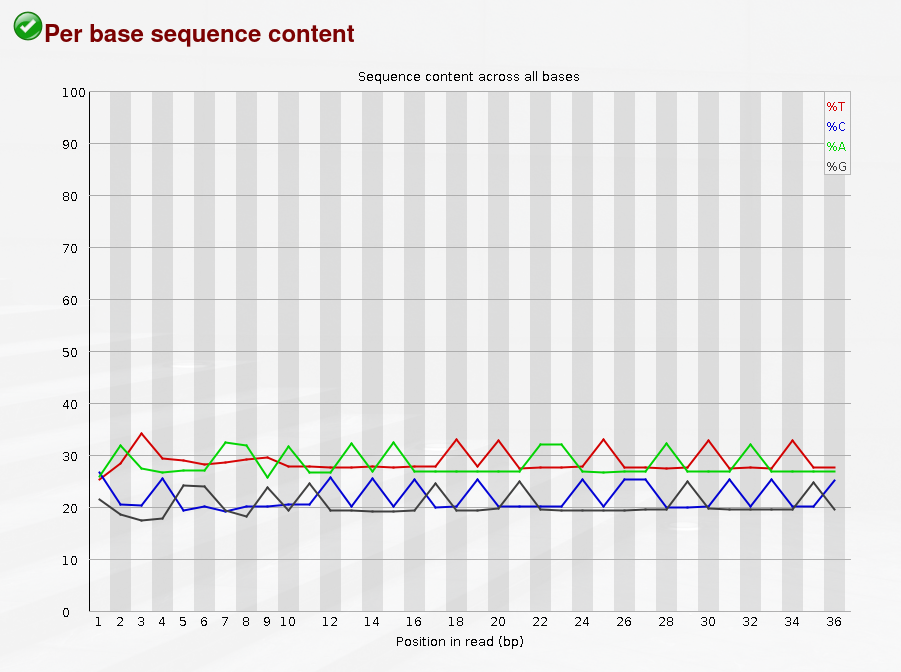 Per base sequence content
Sequence content across all bases
100
90
80
70
60
50
40
30
20
10
0
%T
%C
%A
%G
1 2 3 4 5 6 7 8 9 10 12 14 16 18 20 22 24 26 28 30 32 34 36
Position in read (bp)